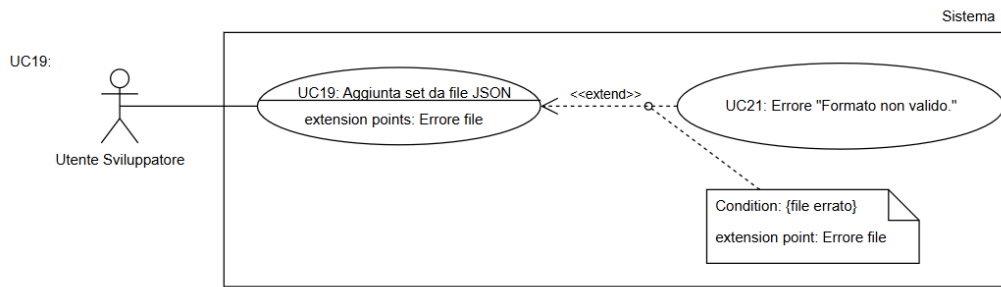 Sistema
UC19:
UC19: Aggiunta set da file JSON
extension points: Errore file
<<extend>>
UC21: Errore "Formato non valido."
Utente Sviluppatore
Condition: {file errato}
extension point: Errore file